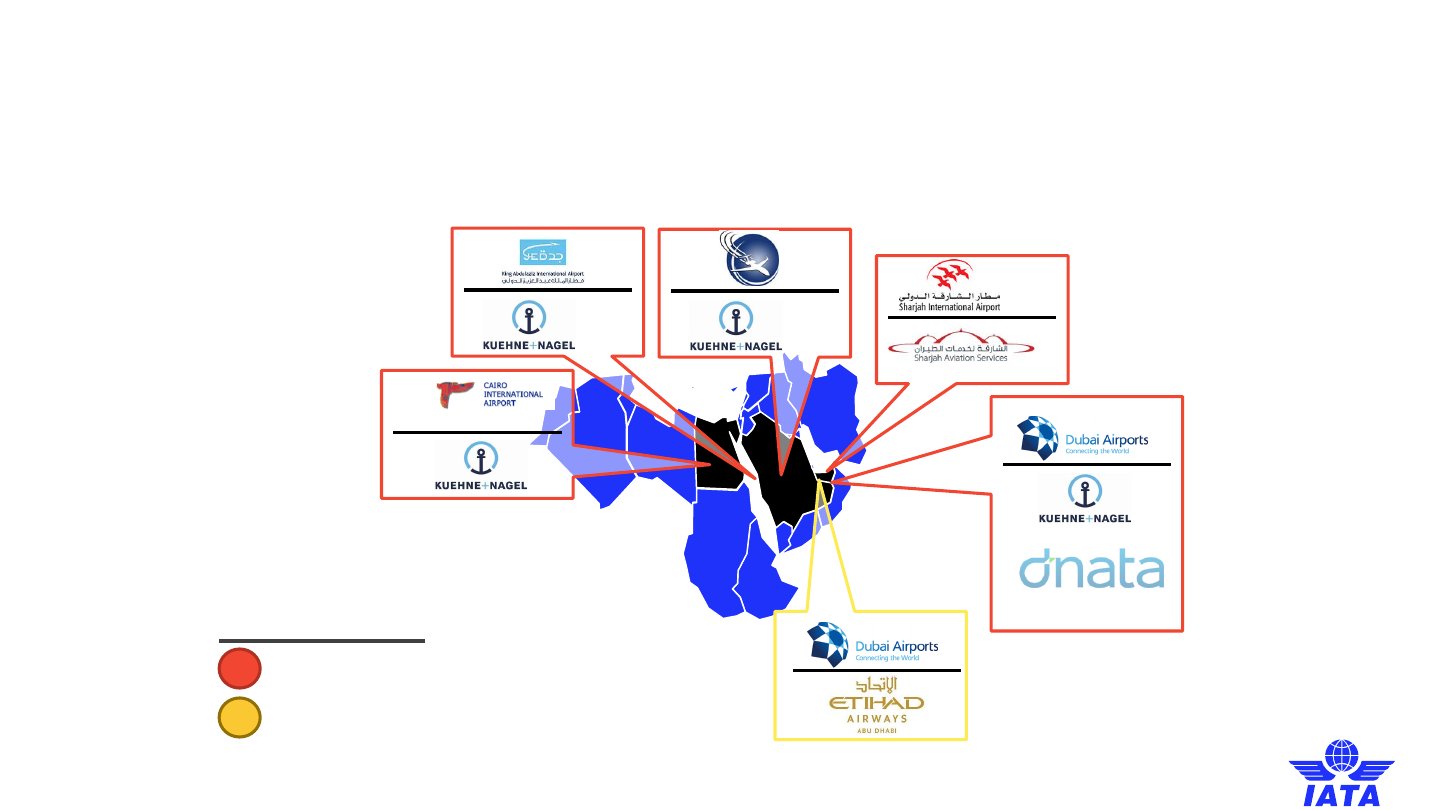 جدة
King Abdulaziz International Airport
مطار الملك عبدالعزيز الدولي
KUEHNE+NAGEL
KUEHNE+NAGEL
مطار الشارقة الدولي
Sharjah International Airport
الشارقة لخدمات الطيران
Sharjah Aviation Services
CAIRO
INTERNATIONAL
AIRPORT
KUEHNE+NAGEL
Dubai Airports
Connecting the World
KUEHNE+NAGEL
dnata
Dubai Airports
Connecting the World
الإتحاد
ETIHAD
AIRWAYS
ABU DHABI
IATA